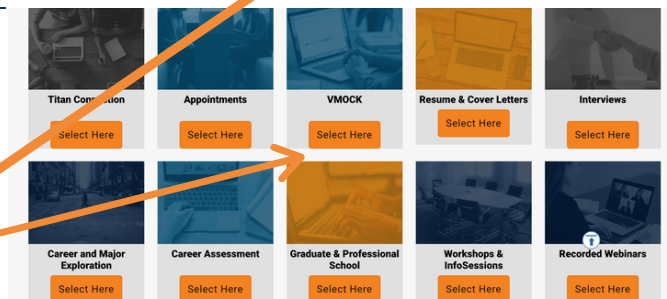 Titan Connection
Appointments
VMOCK
Resume & Cover Letters
Interviews
Select Here
Select Here
Select Here
Select Here
Select Here
Career and Major
Exploration
Career Assessment
Graduate & Professional
School
Workshops &
InfoSessions
Recorded Webinars
Select Here
Select Here
Select Here
Select Here
Select Here